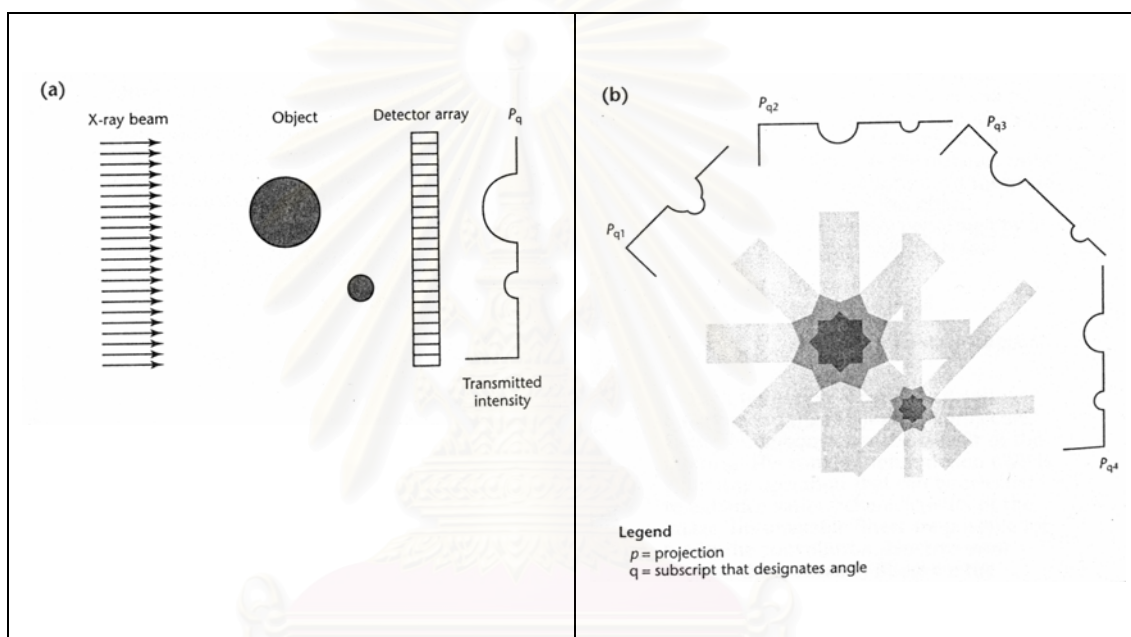 (a)
X-ray beam
Object
Detector array
Pq
Transmitted
intensity
(b)
Pq1
Pq2
Pq3
Pq4
Legend
p = projection
q = subscript that designates angle